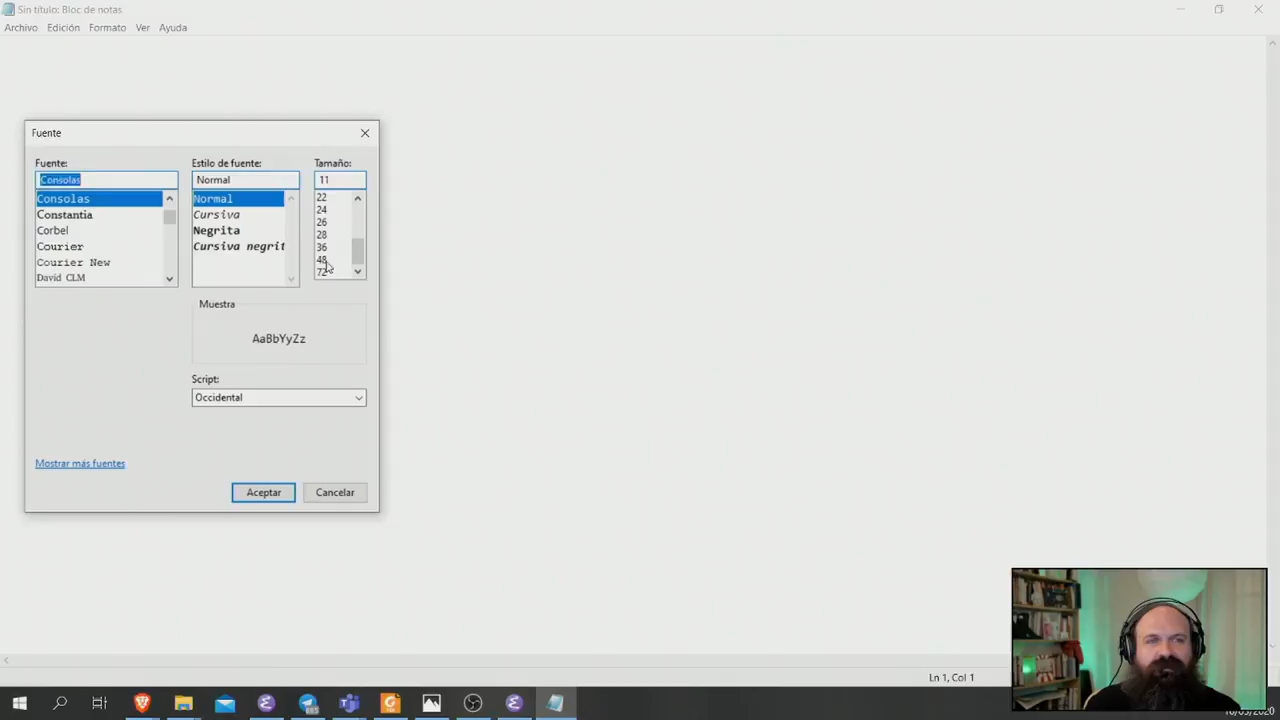 Sin título: Bloc de notas
Archivo Edición Formato Ver Ayuda
Fuente
Fuente: Estilo de fuente: Tamaño:
Consolas Normal 11
Consolas Normal 22
Constantia Cursiva 24
Corbel Negrita 26
Courier Cursiva negrit 28
Courier New 36
David CLM 48
72
Muestra
AaBbYyZz
Script:
Occidental
Mostrar más fuentes
Aceptar Cancelar
Ln 1, Col 1